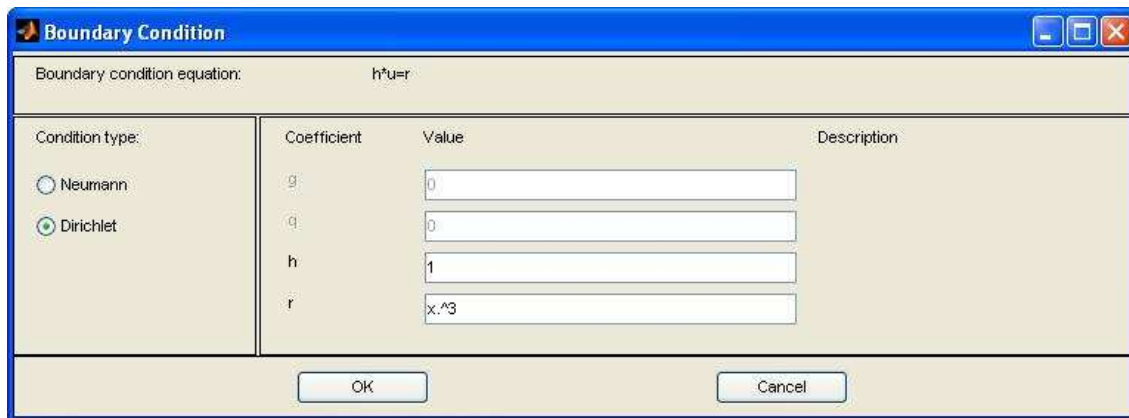 Boundary Condition
Boundary condition equation: h*u=r
Condition type: Coefficient Value Description
Neumann g 0
Dirichlet q 0
h 1
r x.^3
OK Cancel